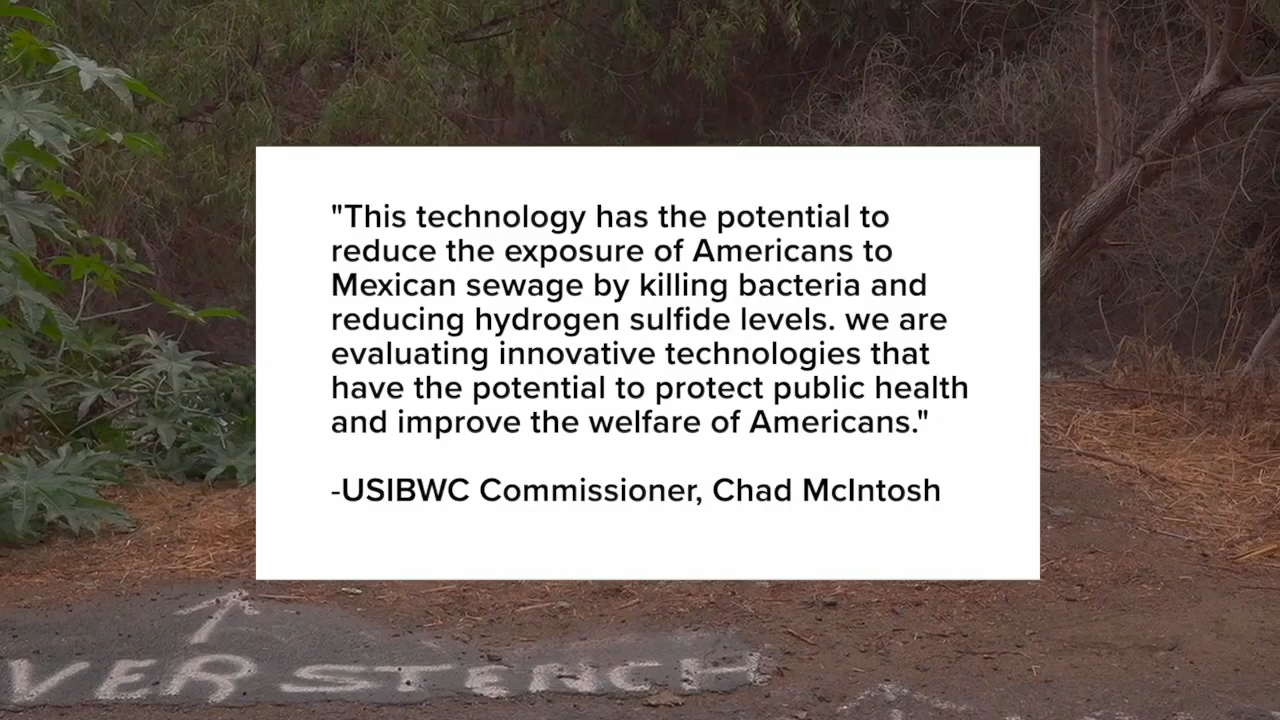 "This technology has the potential to
reduce the exposure of Americans to
Mexican sewage by killing bacteria and
reducing hydrogen sulfide levels. we are
evaluating innovative technologies that
have the potential to protect public health
and improve the welfare of Americans."
-USIBWC Commissioner, Chad McIntosh
VER STENCH